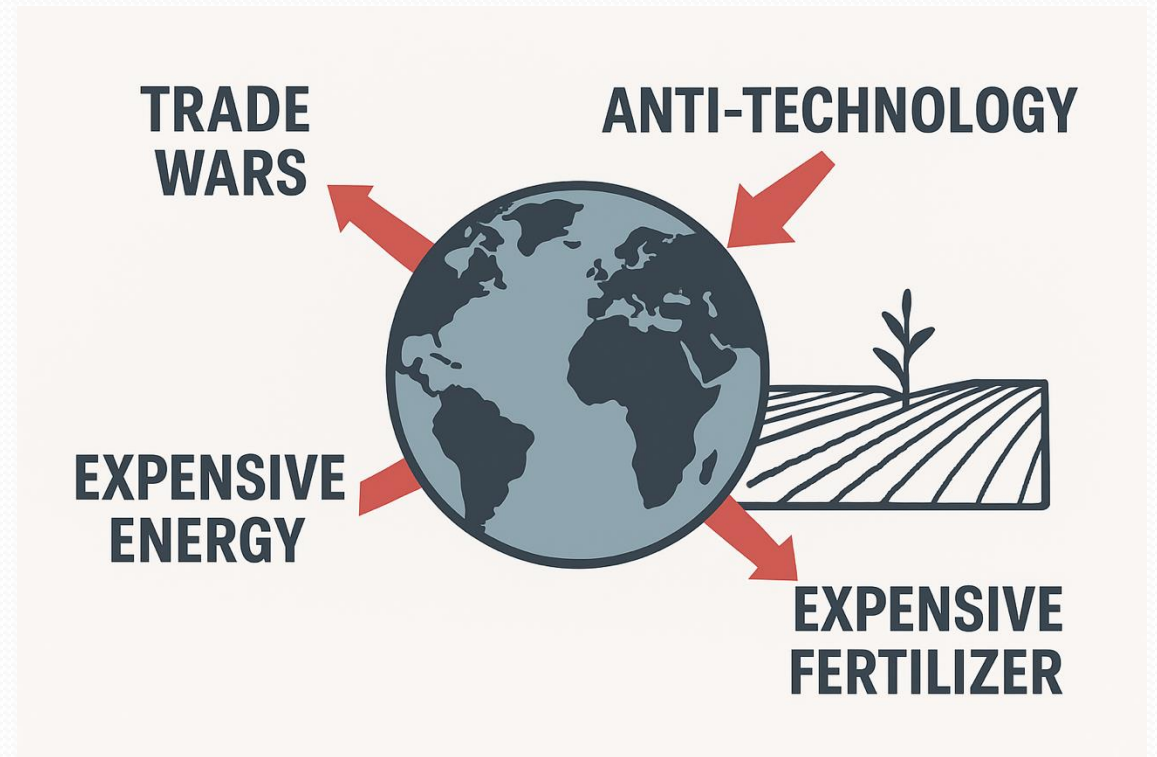 TRADE
WARS
ANTI-TECHNOLOGY
EXPENSIVE
ENERGY
EXPENSIVE
FERTILIZER